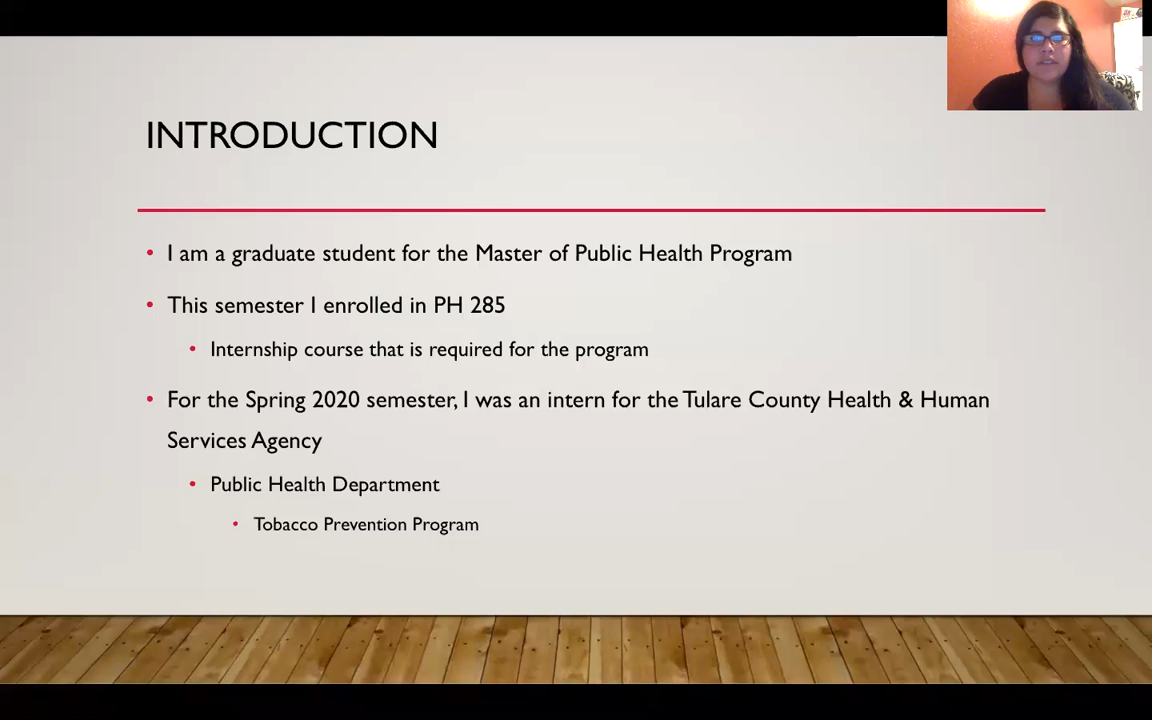 INTRODUCTION
• I am a graduate student for the Master of Public Health Program
• This semester I enrolled in PH 285
• Internship course that is required for the program
• For the Spring 2020 semester, I was an intern for the Tulare County Health & Human
Services Agency
• Public Health Department
• Tobacco Prevention Program